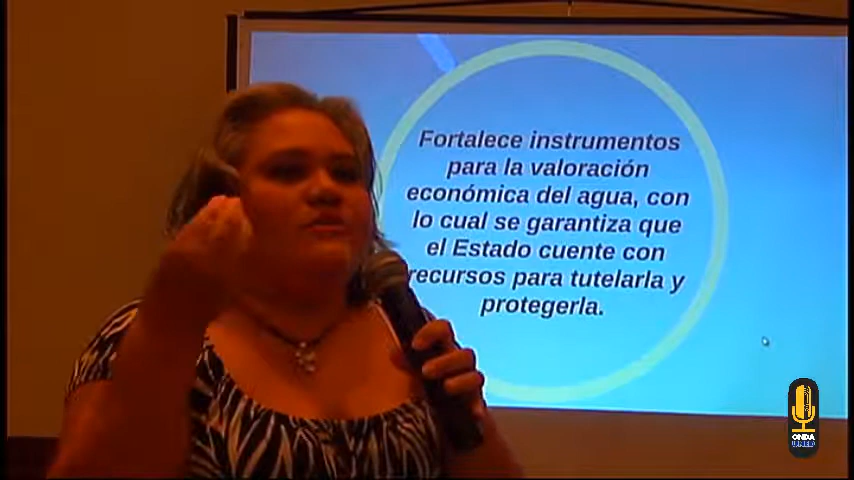 Fortalece instrumentos
para la valoración
económica del agua, con
lo cual se garantiza que
el Estado cuente con
recursos para tutelarla y
protegerla.
ONDA
UNED